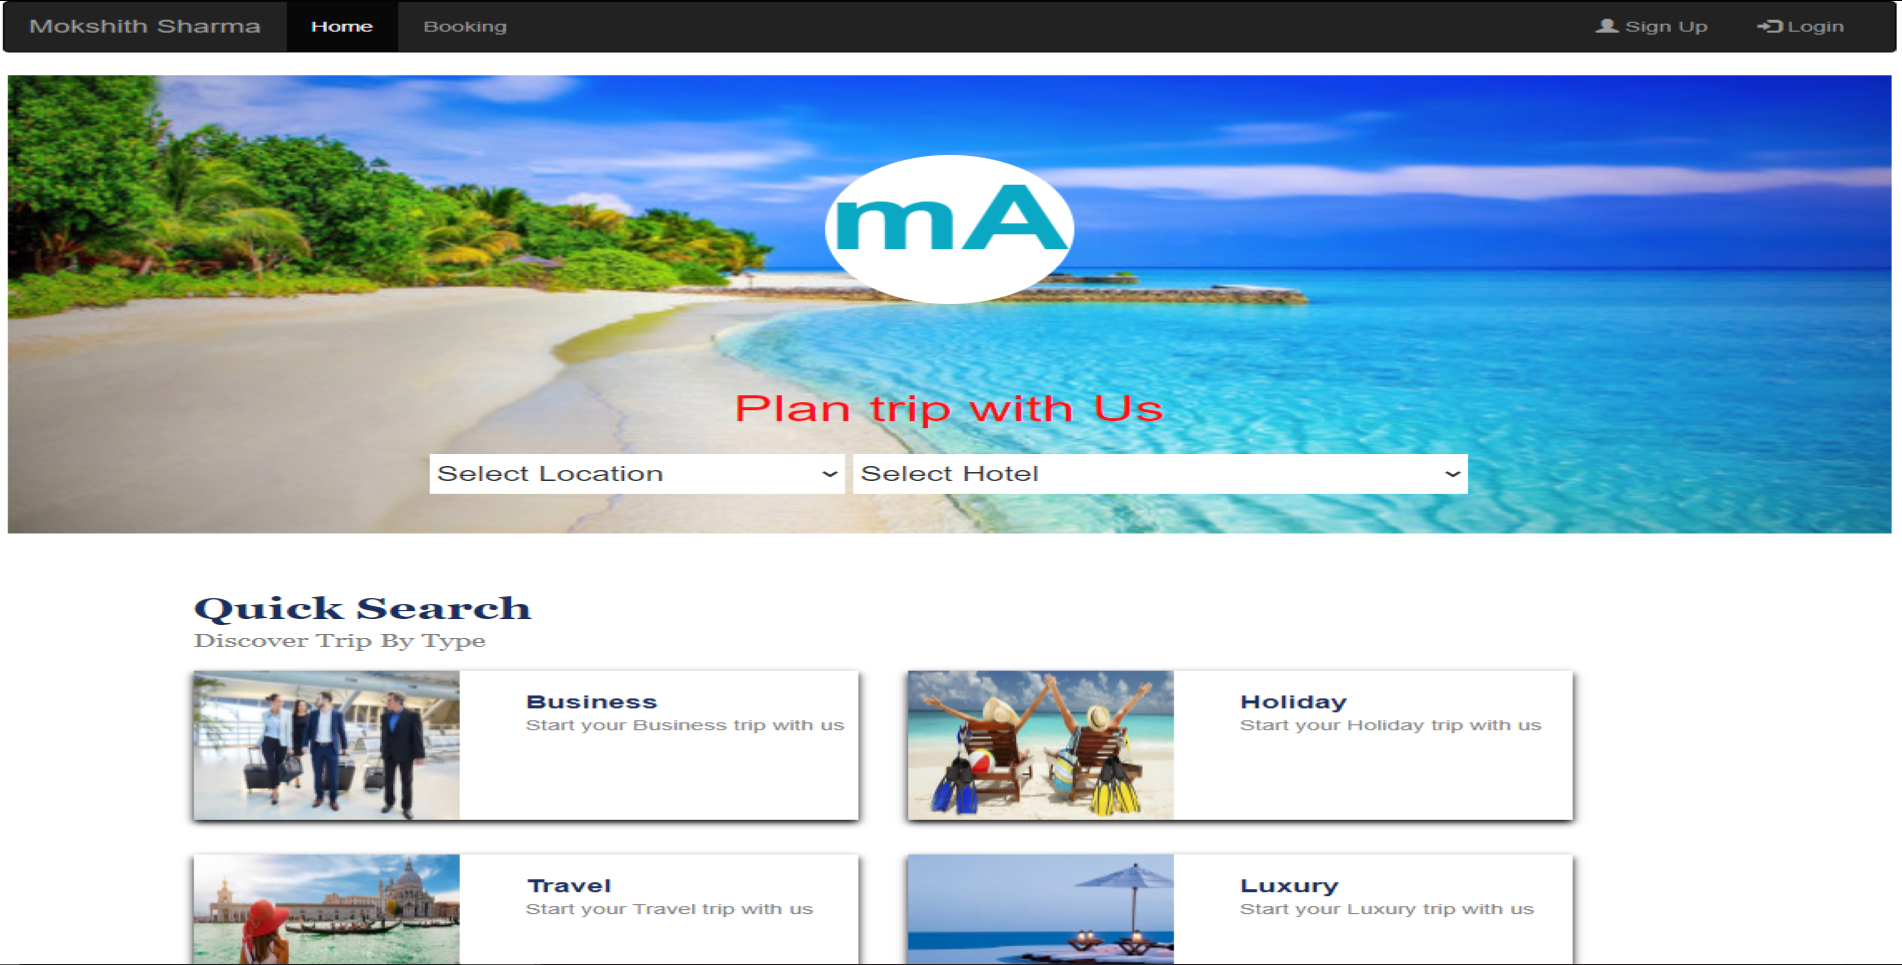 Mokshith Sharma Home Booking Sign Up Login
mA
Plan trip with Us
Select Location Select Hotel
Quick Search
Discover Trip By Type
Business
Start your Business trip with us
Holiday
Start your Holiday trip with us
Travel
Start your Travel trip with us
Luxury
Start your Luxury trip with us